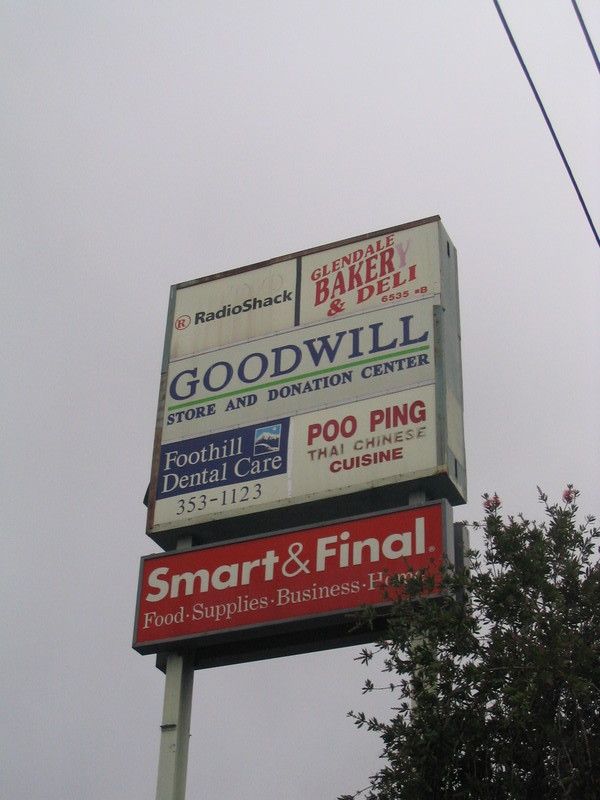 ® RadioShack
GLENDALE
BAKERY
& DELI
6535 #B
GOODWILL
STORE AND DONATION CENTER
Foothill
Dental Care
353-1123
POO PING
THAI CHINESE
CUISINE
Smart & Final.
Food·Supplies·Business·Home